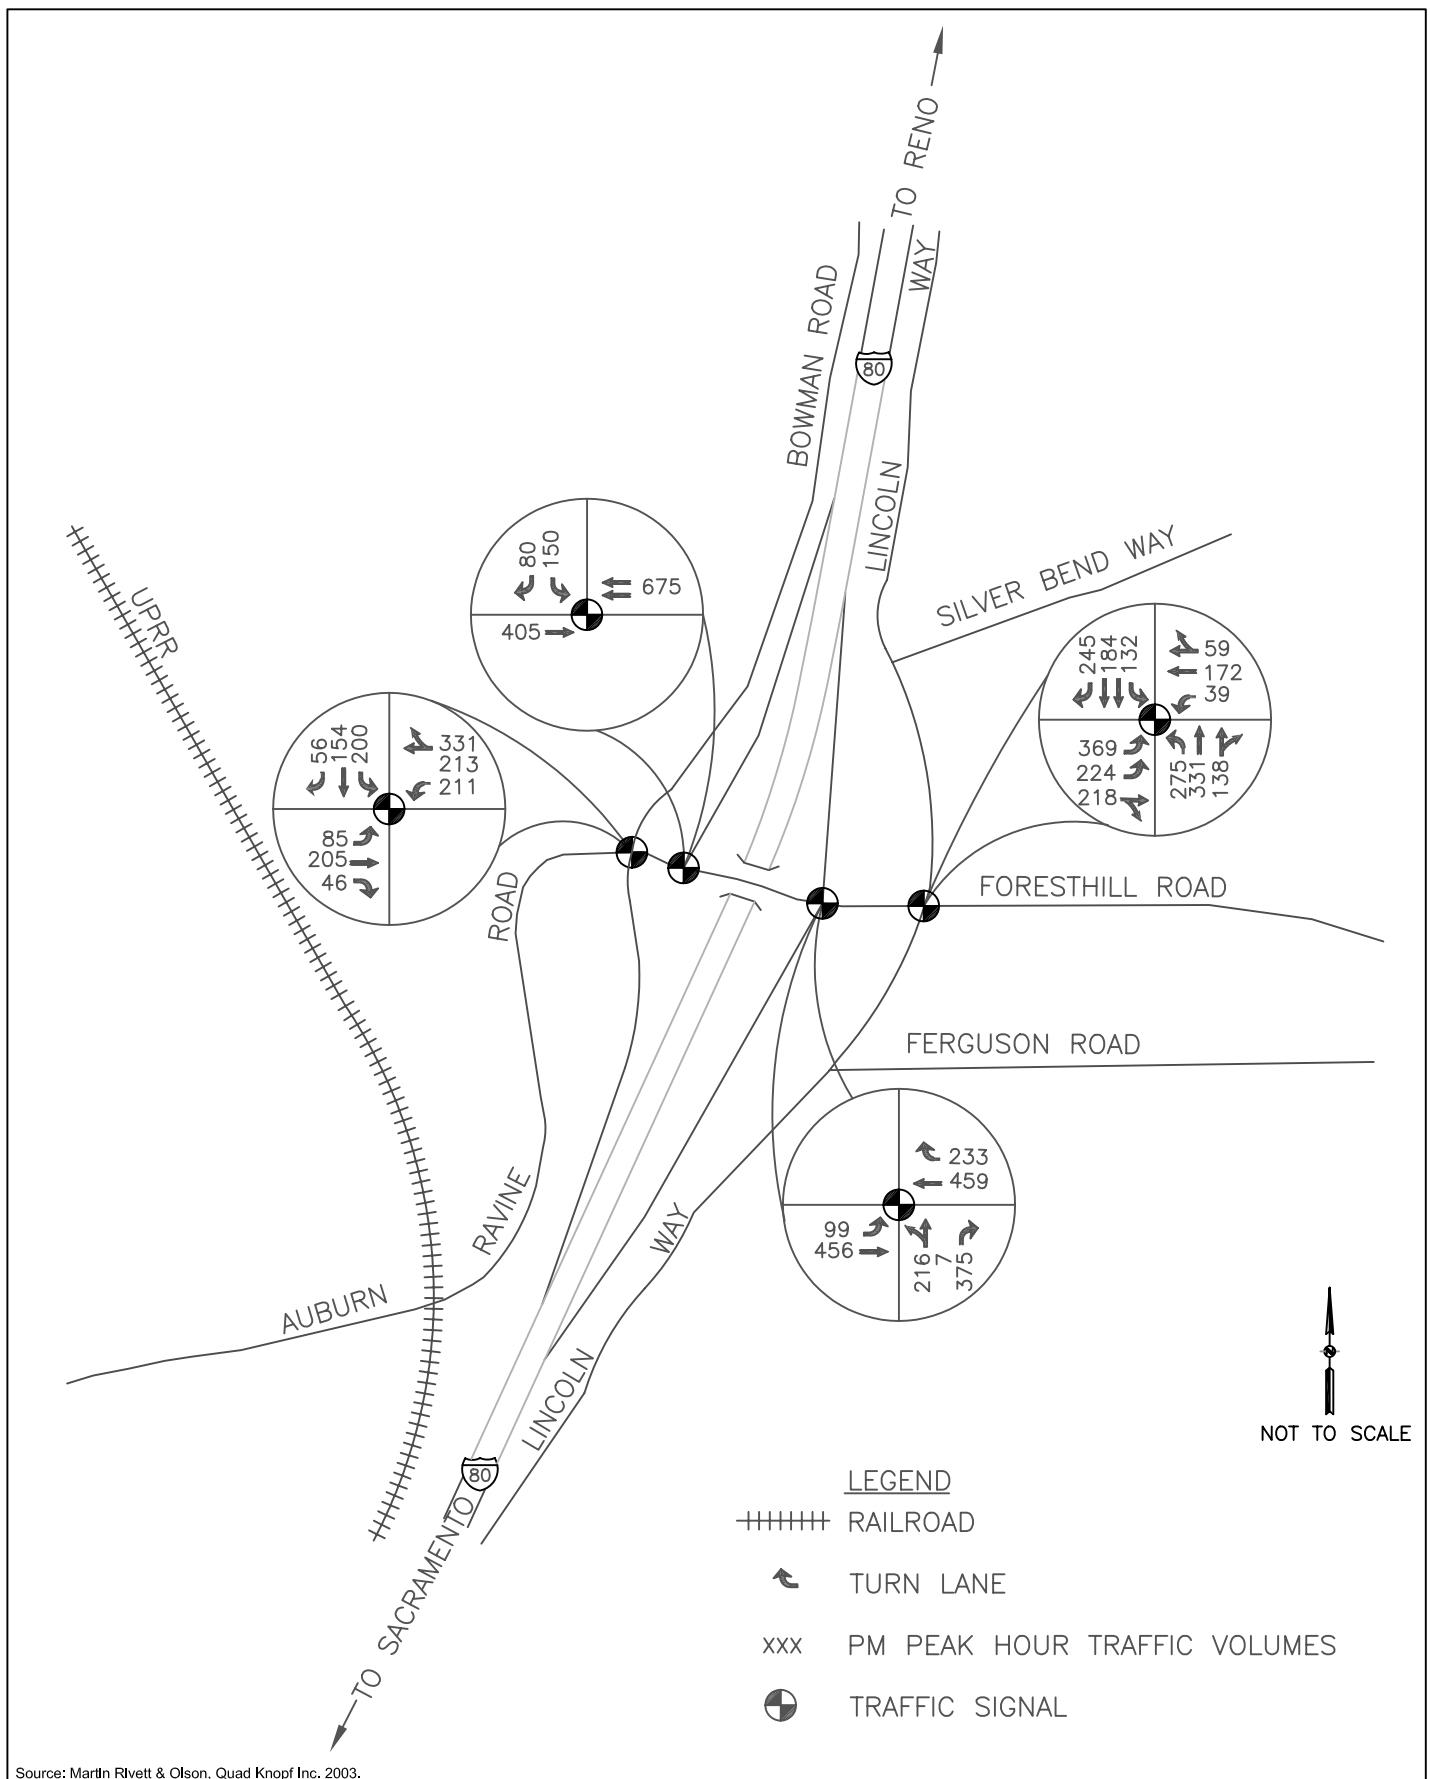 TO RENO
BOWMAN ROAD
WAY
80
LINCOLN
SILVER BEND WAY
UPRR
80
150
675
405
245
184
132
59
172
39
369
224
218
275
331
138
56
154
200
331
213
211
85
205
46
ROAD
FORESTHILL ROAD
FERGUSON ROAD
233
459
99
456
216
7
375
RAVINE
WAY
AUBURN
LINCOLN
80
TO SACRAMENTO
N
NOT TO SCALE
LEGEND
RAILROAD
TURN LANE
XXX PM PEAK HOUR TRAFFIC VOLUMES
TRAFFIC SIGNAL
Source: Martin Rivett & Olson, Quad Knopf Inc. 2003.